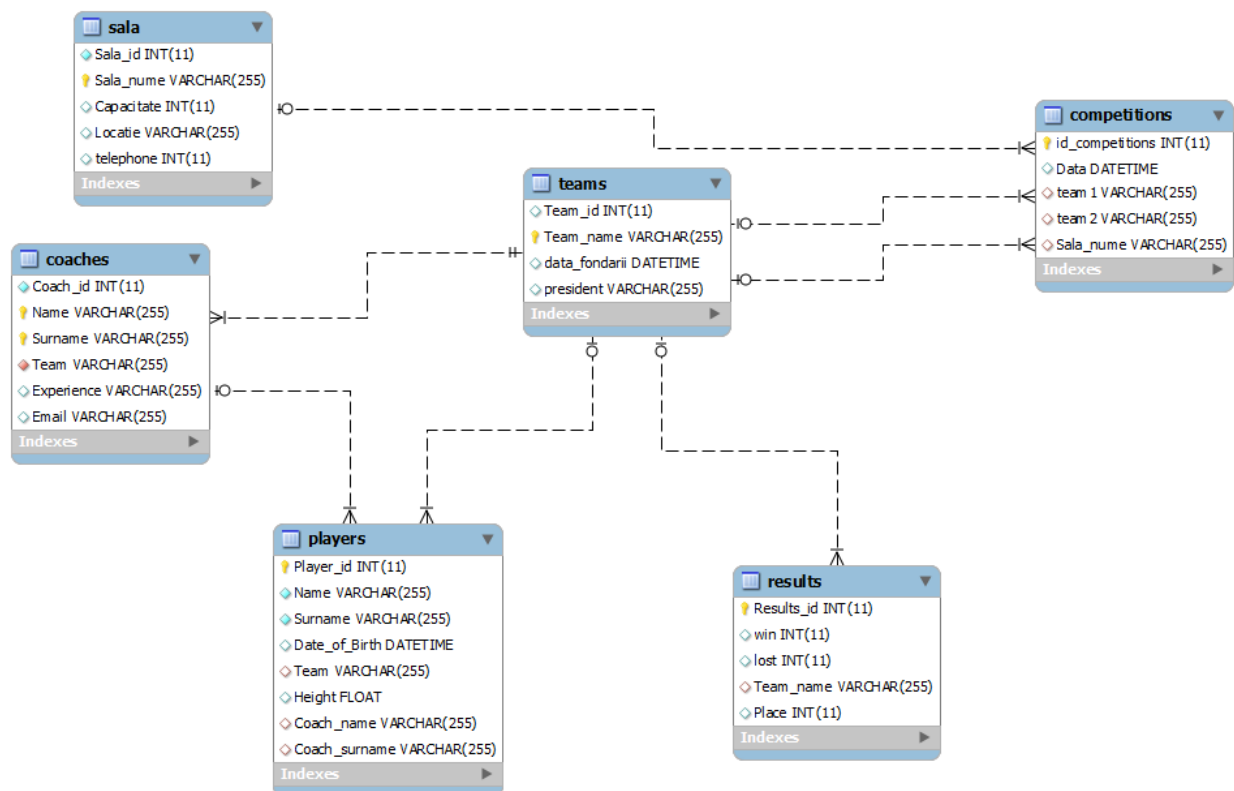 sala
Sala_id INT(11)
Sala_nume VARCHAR(255)
Capacitate INT(11)
Locatie VARCHAR(255)
telephone INT(11)
Indexes
competitions
id_competitions INT(11)
Data DATETIME
team 1 VARCHAR(255)
team 2 VARCHAR(255)
Sala_nume VARCHAR(255)
Indexes
teams
Team_id INT(11)
Team_name VARCHAR(255)
data_fondarii DATETIME
president VARCHAR(255)
Indexes
coaches
Coach_id INT(11)
Name VARCHAR(255)
Surname VARCHAR(255)
Team VARCHAR(255)
Experience VARCHAR(255)
Email VARCHAR(255)
Indexes
players
Player_id INT(11)
Name VARCHAR(255)
Surname VARCHAR(255)
Date_of_Birth DATETIME
Team VARCHAR(255)
Height FLOAT
Coach_name VARCHAR(255)
Coach_surname VARCHAR(255)
Indexes
results
Results_id INT(11)
win INT(11)
lost INT(11)
Team_name VARCHAR(255)
Place INT(11)
Indexes